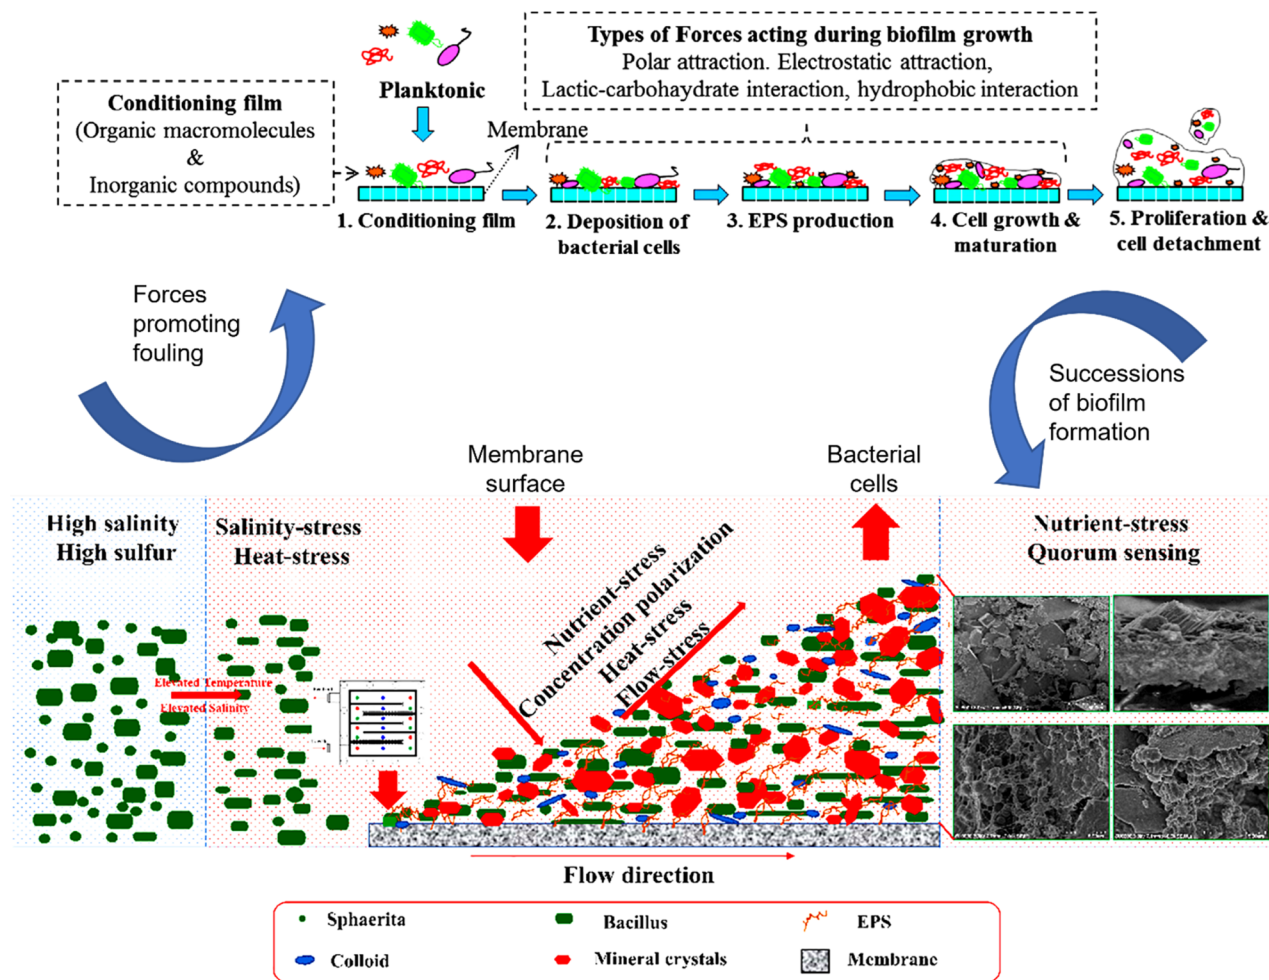 Types of Forces acting during biofilm growth
Polar attraction. Electrostatic attraction,
Lactic-carbohaydrate interaction, hydrophobic interaction
Planktonic
Conditioning film
(Organic macromolecules
&
Inorganic compounds)
Membrane
1. Conditioning film
2. Deposition of
bacterial cells
3. EPS production
4. Cell growth &
maturation
5. Proliferation &
cell detachment
Forces
promoting
fouling
Successions
of biofilm
formation
Membrane
surface
Bacterial
cells
High salinity
High sulfur
Salinity-stress
Heat-stress
Nutrient-stress
Concentration polarization
Heat-stress
Flow-stress
Nutrient-stress
Quorum sensing
Elevated Temperature
Elevated Salinity
Flow direction
Sphaerita
Bacillus
EPS
Colloid
Mineral crystals
Membrane